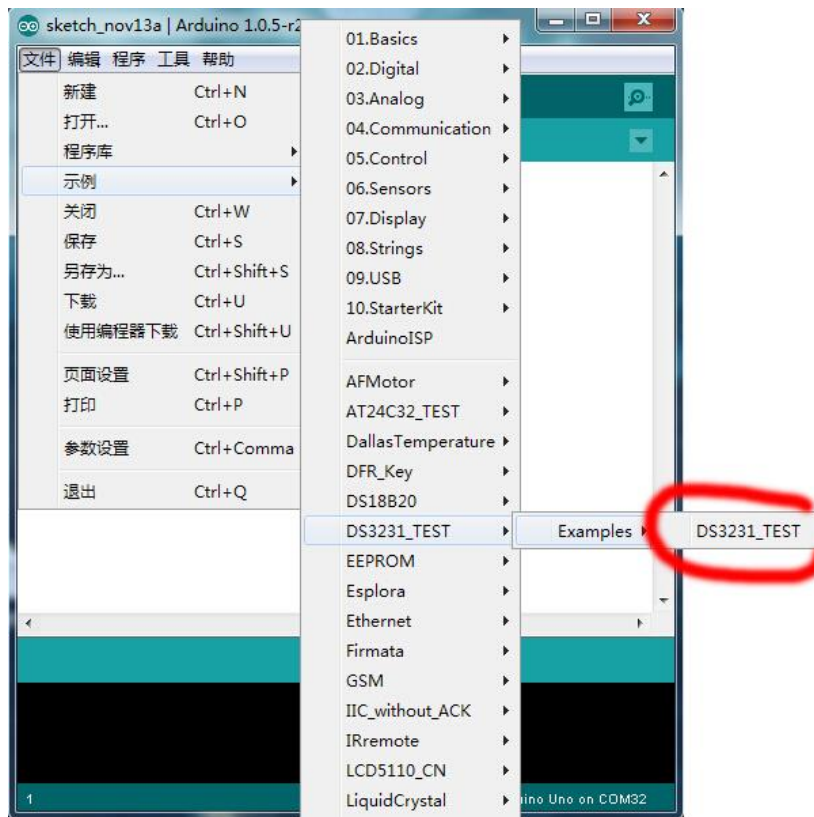 sketch_nov13a | Arduino 1.0.5-r2
文件 编辑 程序 工具 帮助
新建 Ctrl+N
打开... Ctrl+O
程序库
示例
关闭 Ctrl+W
保存 Ctrl+S
另存为... Ctrl+Shift+S
下载 Ctrl+U
使用编程器下载 Ctrl+Shift+U
页面设置 Ctrl+Shift+P
打印 Ctrl+P
参数设置 Ctrl+Comma
退出 Ctrl+Q
01.Basics
02.Digital
03.Analog
04.Communication
05.Control
06.Sensors
07.Display
08.Strings
09.USB
10.StarterKit
ArduinoISP
AFMotor
AT24C32_TEST
DallasTemperature
DFR_Key
DS18B20
DS3231_TEST
EEPROM
Esplora
Ethernet
Firmata
GSM
IIC_without_ACK
IRremote
LCD5110_CN
LiquidCrystal
Examples
DS3231_TEST
1
ino Uno on COM32